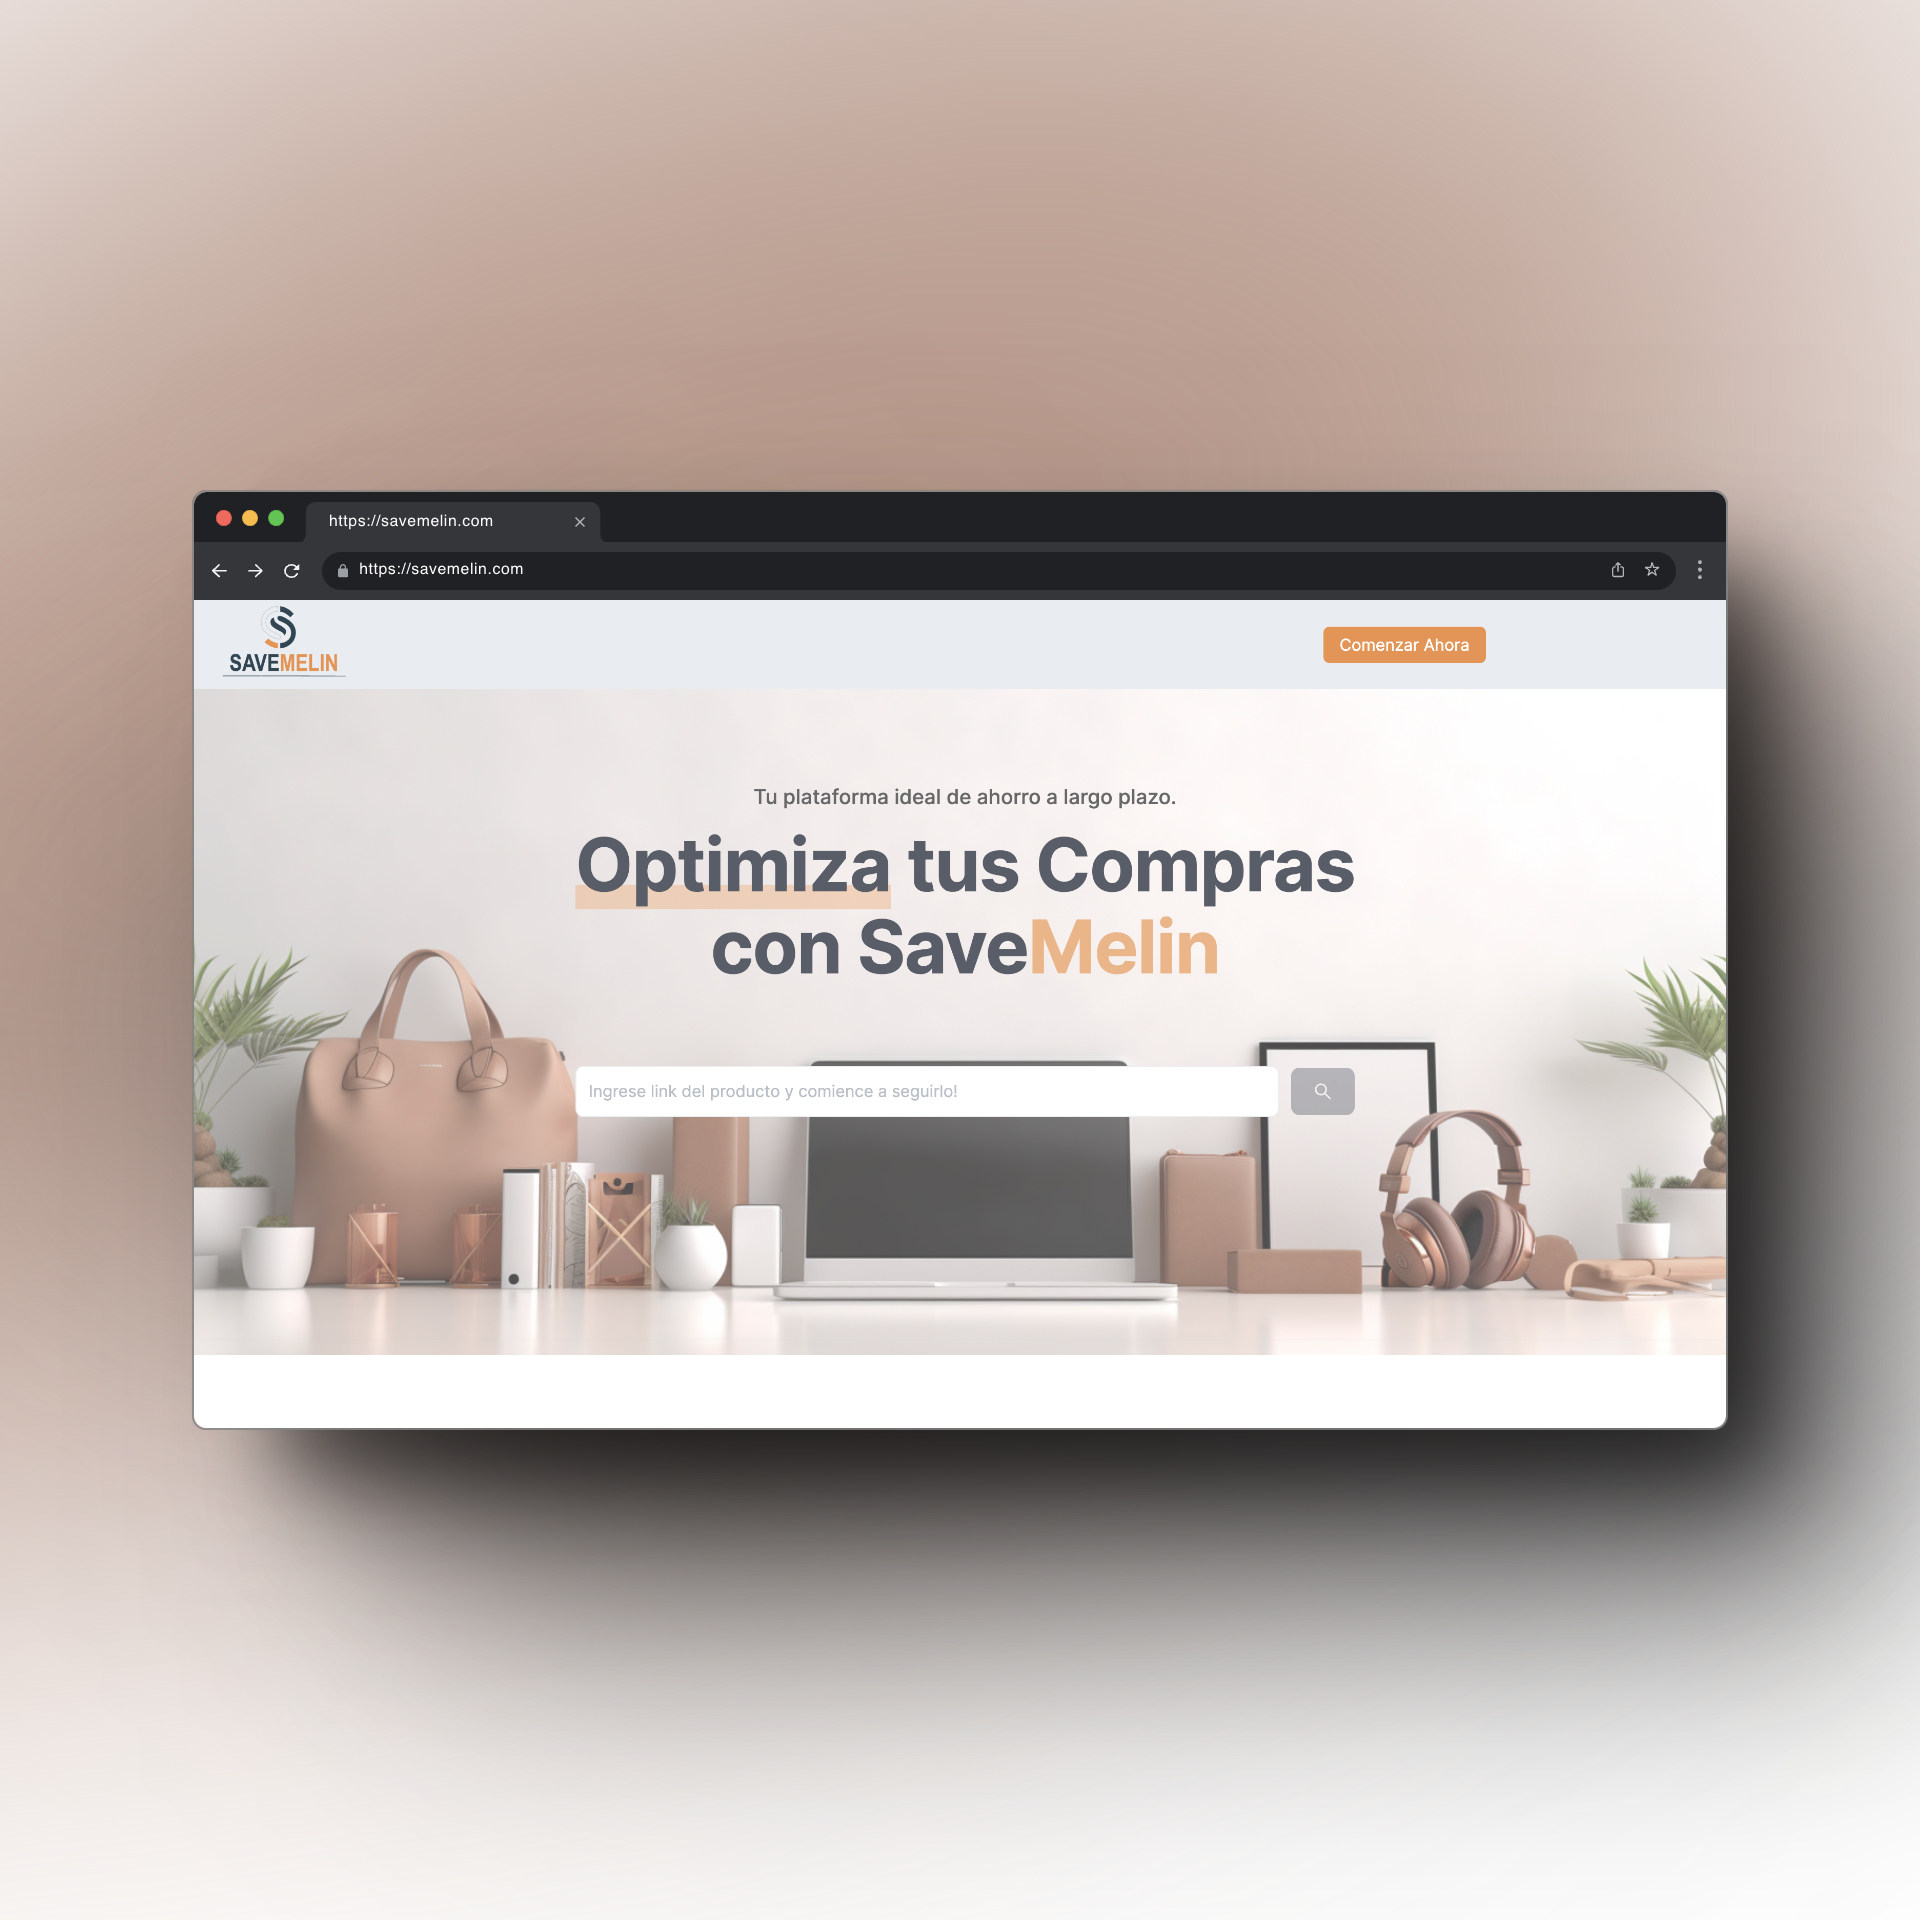 https://savemelin.com
https://savemelin.com
SAVEMELIN
Comenzar Ahora
Tu plataforma ideal de ahorro a largo plazo.
Optimiza tus Compras
con SaveMelin
Ingrese link del producto y comience a seguirlo!